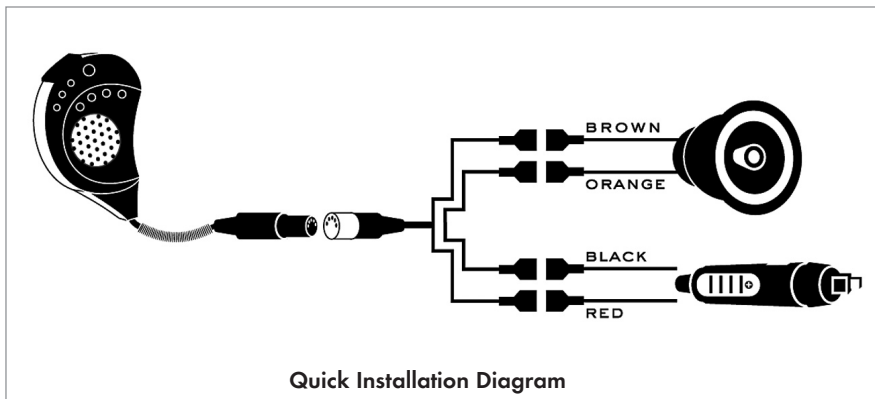 BROWN
ORANGE
BLACK
RED
Quick Installation Diagram